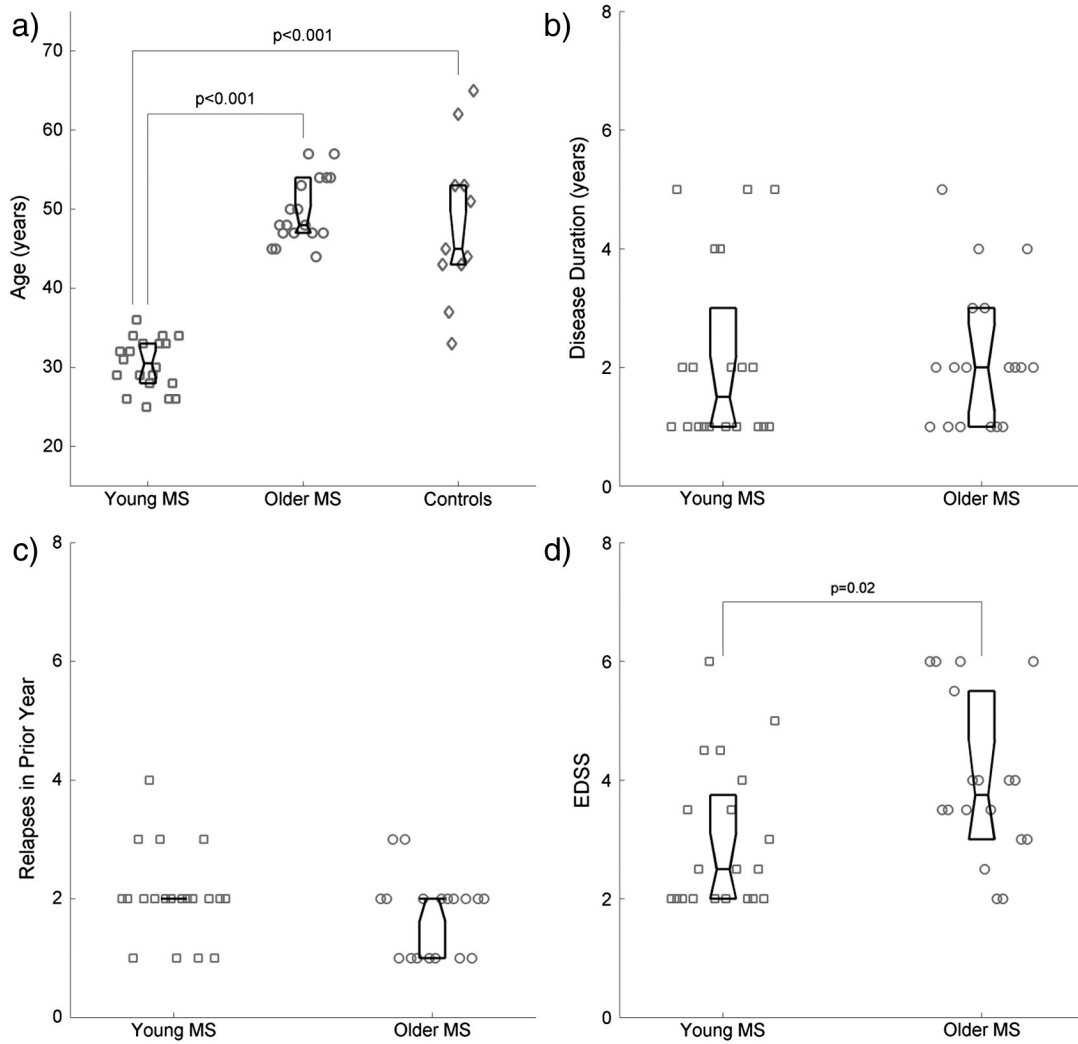 a)
70
60
50
40
30
20
Age (years)
p<0.001
p<0.001
Young MS
Older MS
Controls
b)
8
6
4
2
0
Disease Duration (years)
Young MS
Older MS
c)
8
6
4
2
0
Relapses in Prior Year
Young MS
Older MS
d)
8
6
4
2
0
EDSS
p=0.02
Young MS
Older MS